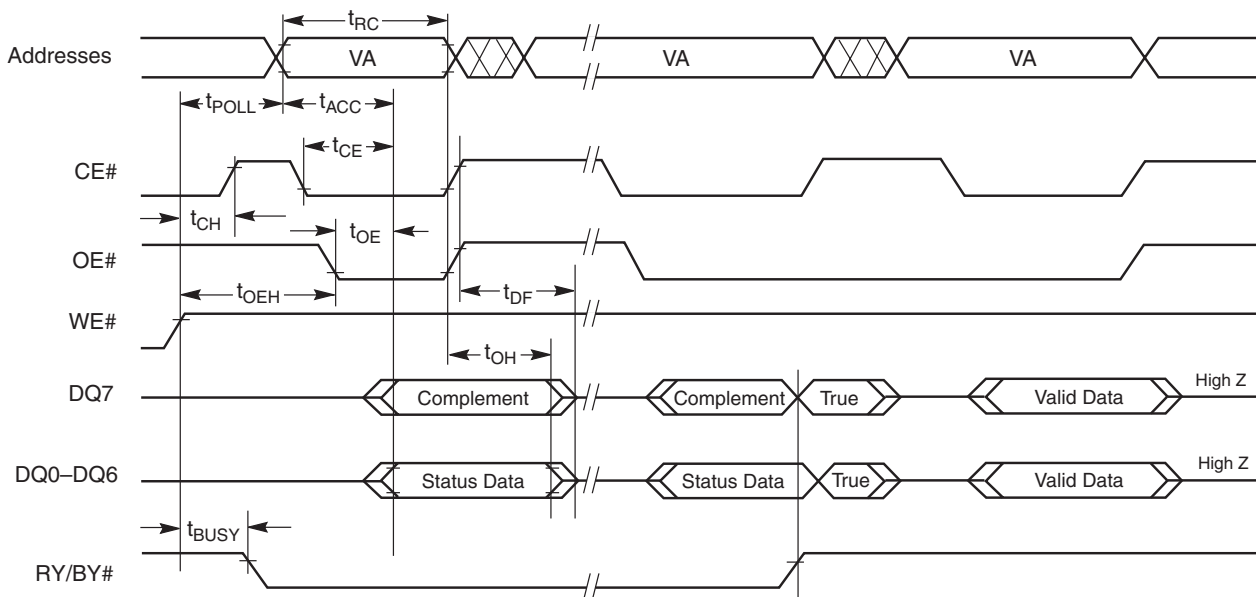 tRC
Addresses VA VA VA
tPOLL tACC
tCE
CE#
tCH
tOE
OE#
tOEH tDF
WE#
tOH
DQ7 Complement Complement True Valid Data High Z
DQ0–DQ6 Status Data Status Data True Valid Data High Z
tBUSY
RY/BY#